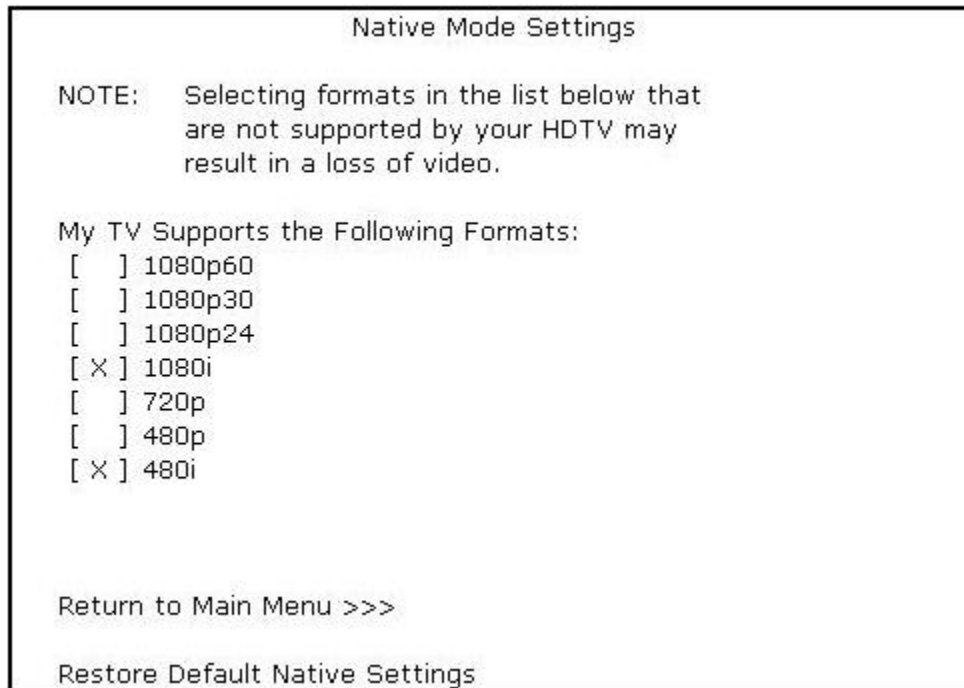 Native Mode Settings
NOTE: Selecting formats in the list below that
are not supported by your HDTV may
result in a loss of video.
My TV Supports the Following Formats:
[ ] 1080p60
[ ] 1080p30
[ ] 1080p24
[ X ] 1080i
[ ] 720p
[ ] 480p
[ X ] 480i
Return to Main Menu >>>
Restore Default Native Settings